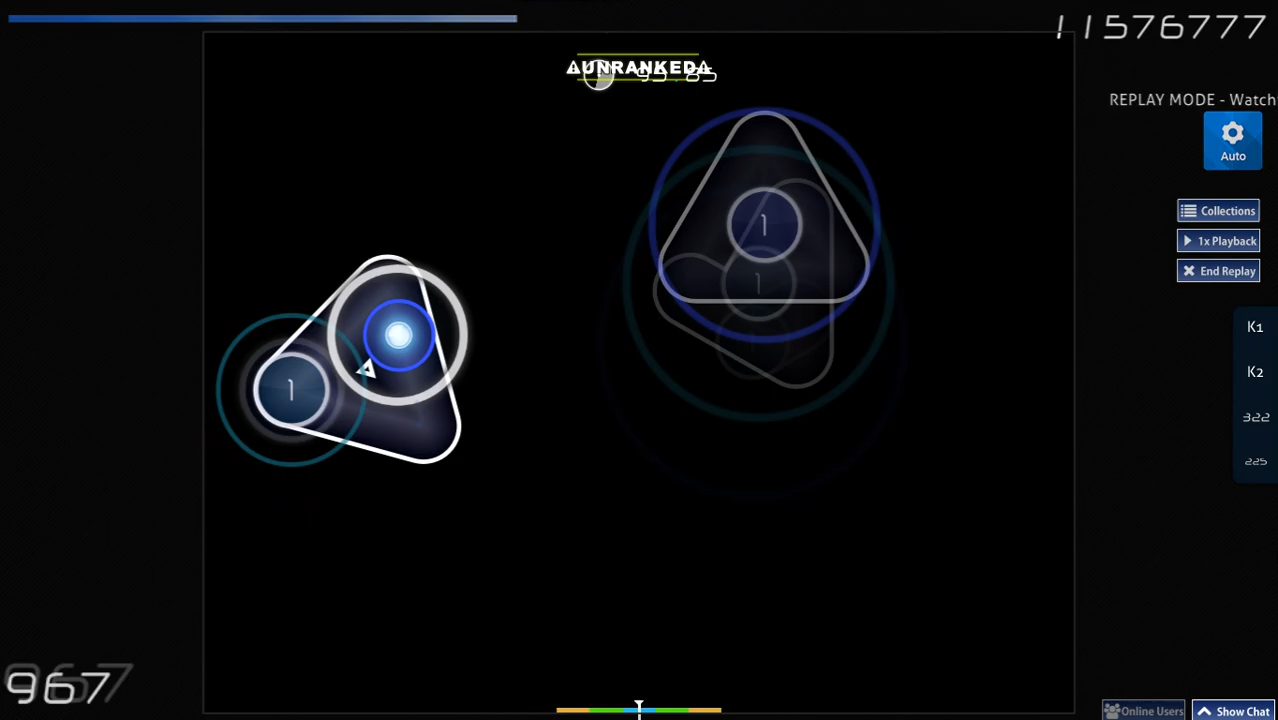 11576777
⚠UNRANKED⚠
REPLAY MODE - Watch
Auto
1
Collections
1x Playback
1
End Replay
K1
K2
1
322
225
967
Online Users
Show Chat